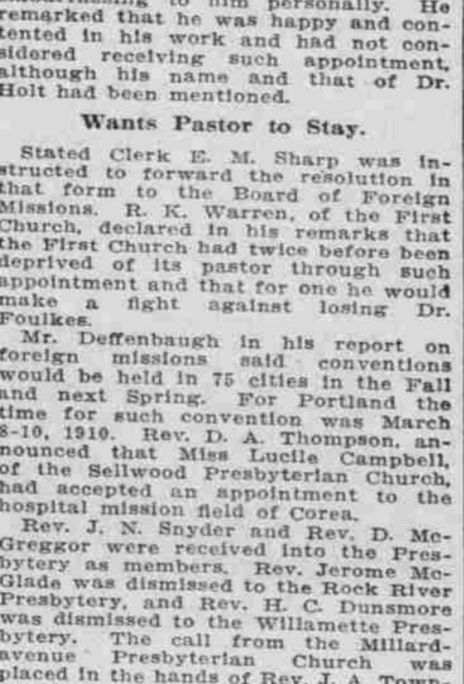 to him personally. He
remarked that he was happy and con-
tented in his work and had not con-
sidered receiving such appointment,
although his name and that of Dr.
Holt had been mentioned.
Wants Pastor to Stay.
Stated Clerk E. M. Sharp was in-
structed to forward the resolution in
that form to the Board of Foreign
Missions. R. K. Warren, of the First
Church, declared in his remarks that
the First Church had twice before been
deprived of its pastor through such
appointment and that for one he would
make a fight against losing Dr.
Foulkes.
Mr. Deffenbaugh in his report on
foreign missions said conventions
would be held in 75 cities in the Fall
and next Spring. For Portland the
time for such convention was March
8-10, 1910. Rev. D. A. Thompson, an-
nounced that Miss Lucile Campbell,
of the Sellwood Presbyterian Church,
had accepted an appointment to the
hospital mission field of Corea.
Rev. J. N. Snyder and Rev. D. Mc-
Greggor were received into the Pres-
bytery as members. Rev. Jerome Mc-
Glade was dismissed to the Rock River
Presbytery, and Rev. H. C. Dunsmore
was dismissed to the Willamette Pres-
bytery. The call from the Millard-
avenue Presbyterian Church was
placed in the hands of Rev. J. A. Town-